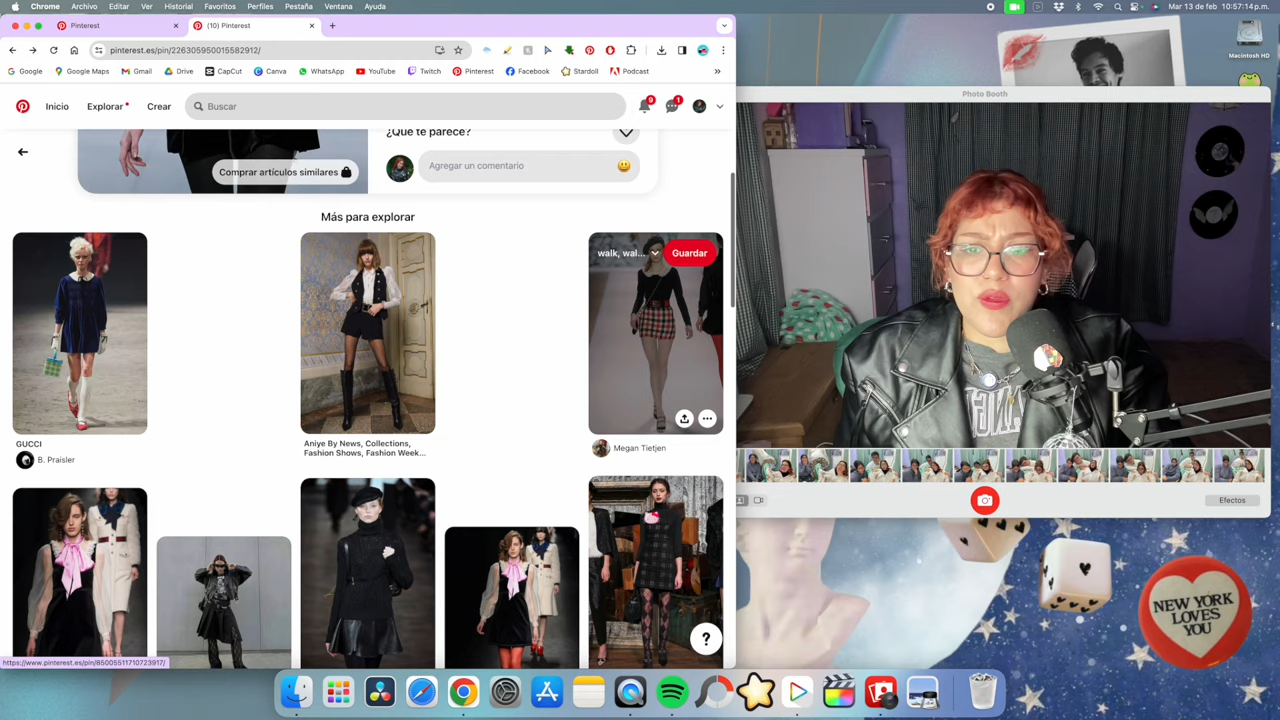 Chrome Archivo Editar Ver Historial Favoritos Perfiles Pestaña Ventana Ayuda
Mar 13 de feb 10:57:14 p.m.
Pinterest
(10) Pinterest
pinterest.es/pin/226305950015582912/
Google Google Maps Gmail Drive CapCut Canva WhatsApp YouTube Twitch Pinterest Facebook Stardoll Podcast
Macintosh HD
Photo Booth
Inicio Explorar Crear Buscar
9
1
¿Que te parece?
Agregar un comentario
Comprar artículos similares
Más para explorar
walk, wal...
Guardar
GUCCI
B. Praisler
Aniye By News, Collections,
Fashion Shows, Fashion Week...
Megan Tietjen
Efectos
?
NEW YORK
LOVES
YOU
https://www.pinterest.es/pin/85005511710723917/